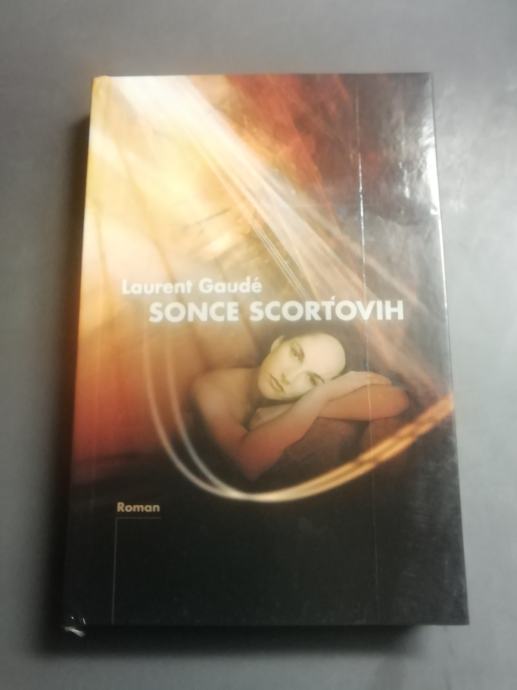 Laurent Gaudé
SONCE SCORTOVIH
Roman